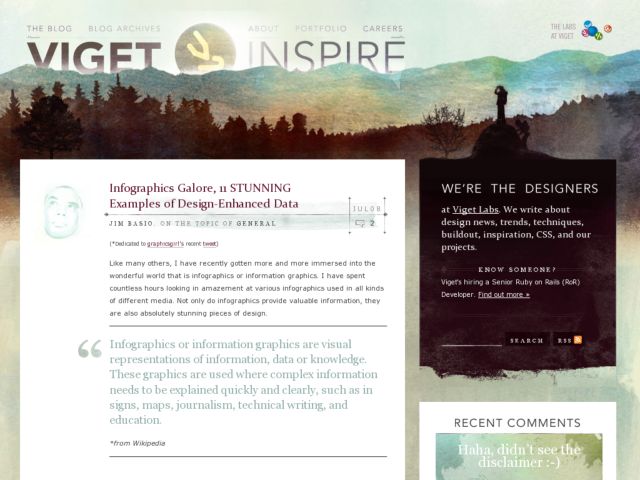 THE BLOG BLOG ARCHIVES ABOUT PORTFOLIO CAREERS
THE LABS
AT VIGET
VIGET INSPIRE
Infographics Galore, 11 STUNNING
Examples of Design-Enhanced Data
JUL08
JIM BASIO, ON THE TOPIC OF GENERAL
2
(*Dedicated to graphicsgirl's recent tweet)
Like many others, I have recently gotten more and more immersed into the
wonderful world that is infographics or information graphics. I have spent
countless hours looking in amazement at various infographics used in all kinds
of different media. Not only do infographics provide valuable information, they
are also absolutely stunning pieces of design.
“ Infographics or information graphics are visual
representations of information, data or knowledge.
These graphics are used where complex information
needs to be explained quickly and clearly, such as in
signs, maps, journalism, technical writing, and
education.
*from Wikipedia
WE'RE THE DESIGNERS
at Viget Labs. We write about
design news, trends, techniques,
buildout, inspiration, CSS, and our
projects.
KNOW SOMEONE?
Viget's hiring a Senior Ruby on Rails (RoR)
Developer. Find out more »
SEARCH RSS
RECENT COMMENTS
Haha, didn't see the
disclaimer :-)